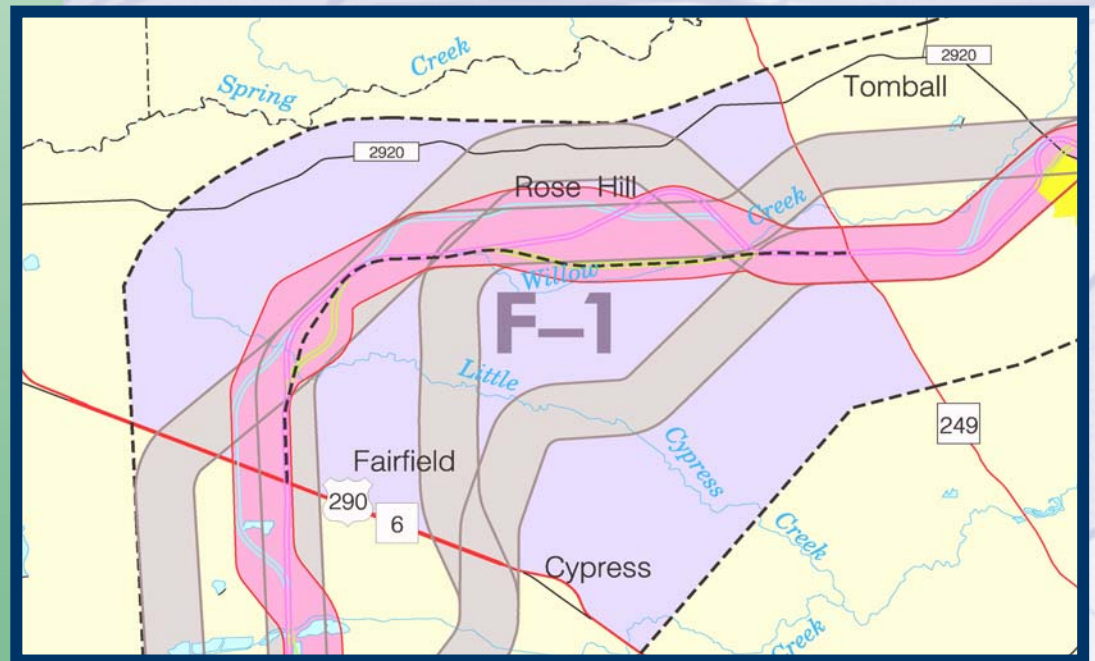 Creek
2920
Spring
Tomball
2920
Rose Hill
Creek
Willow
F–1
Little
249
Cypress
Fairfield
290
6
Creek
Cypress
Creek